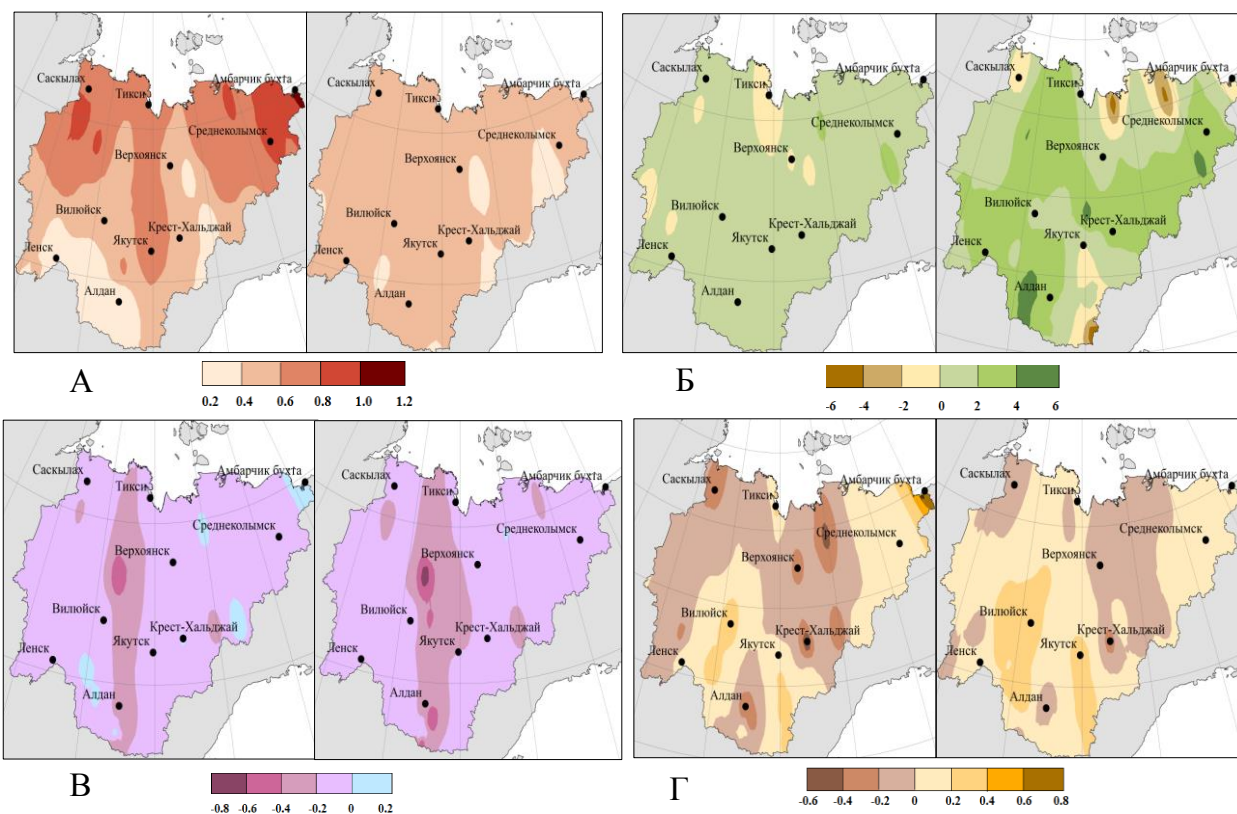 Саскылах
Тикси
Амбарчик бухта
Среднеколымск
Верхоянск
Вилюйск
Крест-Хальджай
Якутск
Ленск
Алдан
Саскылах
Тикси
Амбарчик бухта
Среднеколымск
Верхоянск
Вилюйск
Крест-Хальджай
Якутск
Ленск
Алдан
А
0.2 0.4 0.6 0.8 1.0 1.2
Саскылах
Тикси
Амбарчик бухта
Среднеколымск
Верхоянск
Вилюйск
Крест-Хальджай
Якутск
Ленск
Алдан
Саскылах
Тикси
Амбарчик бухта
Среднеколымск
Верхоянск
Вилюйск
Крест-Хальджай
Якутск
Ленск
Алдан
Б
-6 -4 -2 0 2 4 6
Саскылах
Тикси
Амбарчик бухта
Среднеколымск
Верхоянск
Вилюйск
Крест-Хальджай
Якутск
Ленск
Алдан
Саскылах
Тикси
Амбарчик бухта
Среднеколымск
Верхоянск
Вилюйск
Крест-Хальджай
Якутск
Ленск
Алдан
В
-0.8 -0.6 -0.4 -0.2 0 0.2
Саскылах
Тикси
Амбарчик бухта
Среднеколымск
Верхоянск
Вилюйск
Крест-Хальджай
Якутск
Ленск
Алдан
Саскылах
Тикси
Амбарчик бухта
Среднеколымск
Верхоянск
Вилюйск
Крест-Хальджай
Якутск
Ленск
Алдан
Г
-0.6 -0.4 -0.2 0 0.2 0.4 0.6 0.8